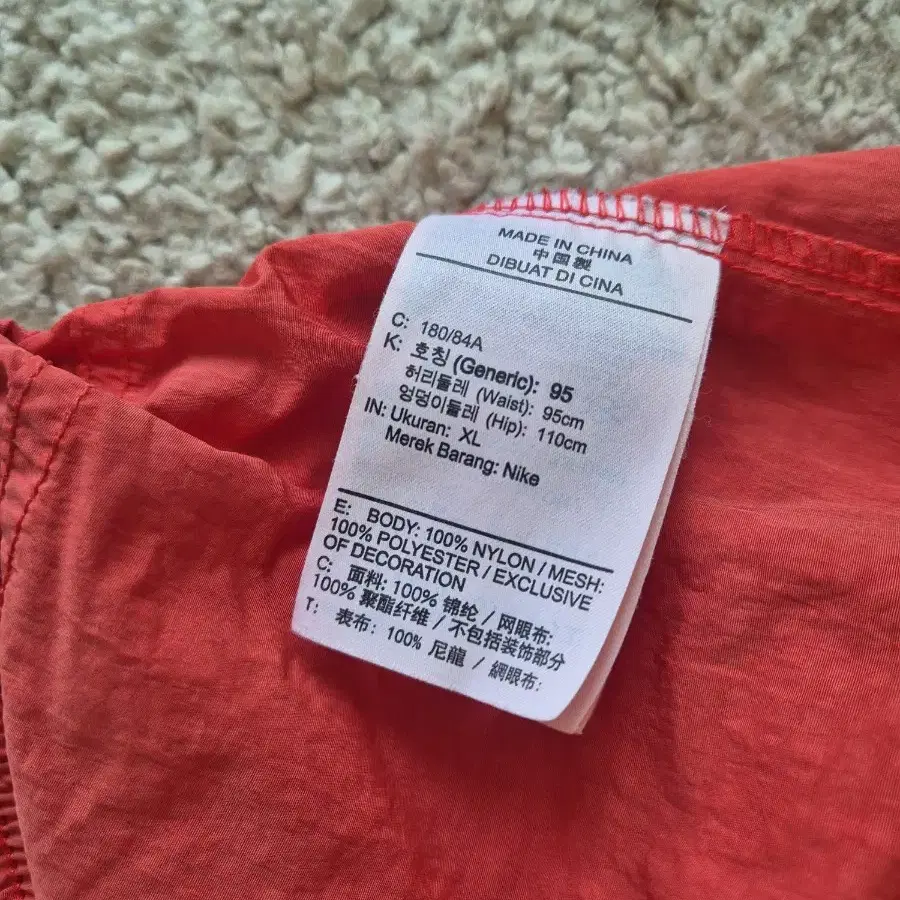 MADE IN CHINA
中国製
DIBUAT DI CINA
C: 180/84A
K: 호칭 (Generic): 95
허리둘레 (Waist): 95cm
엉덩이둘레 (Hip): 110cm
IN: Ukuran: XL
Merek Barang: Nike
E: BODY: 100% NYLON / MESH:
100% POLYESTER / EXCLUSIVE
OF DECORATION
C: 面料: 100% 锦纶 / 网眼布:
100% 聚酯纤维 / 不包括装饰部分
T: 表布: 100% 尼龍 / 網眼布: